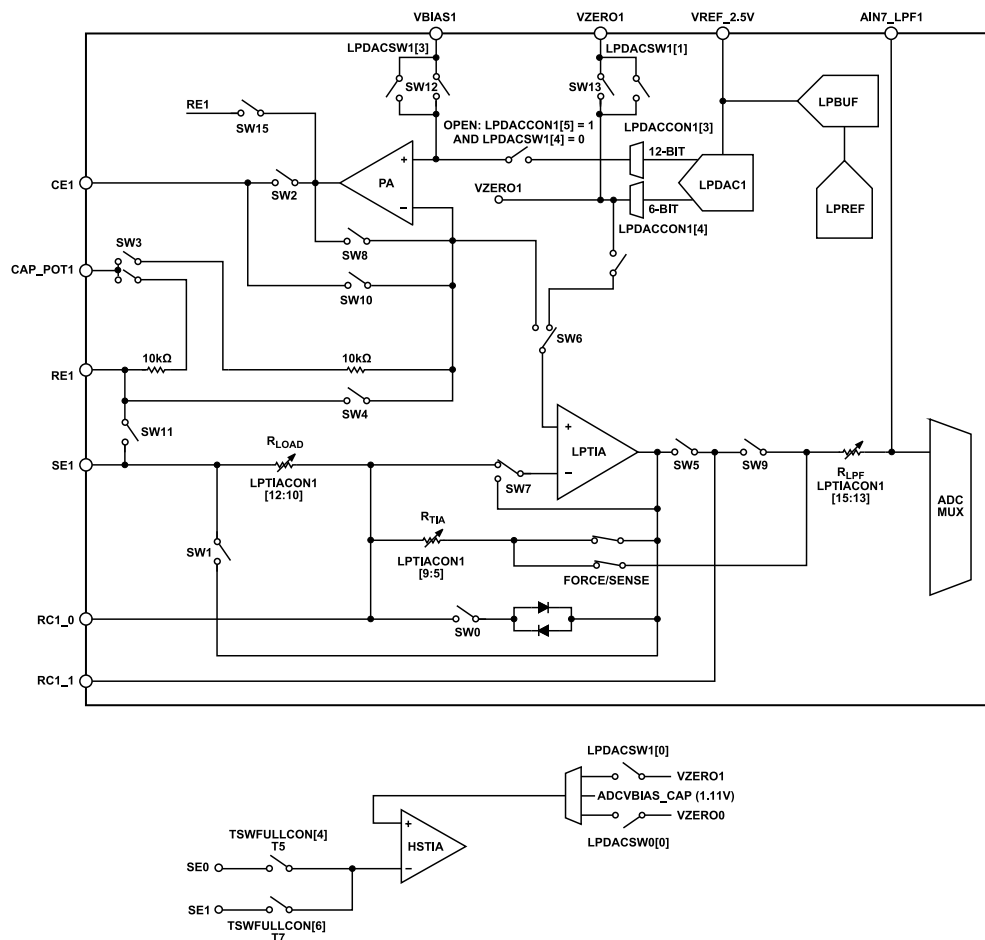 VBIAS1
VZERO1
VREF_2.5V
AIN7_LPF1
LPDACSW1[3]
LPDACSW1[1]
SW12
SW13
LPBUF
RE1
SW15
OPEN: LPDACCON1[5] = 1
AND LPDACSW1[4] = 0
LPDACCON1[3]
12-BIT
+
PA
−
LPDAC1
CE1
SW2
VZERO1
6-BIT
LPREF
LPDACCON1[4]
SW3
SW8
CAP_POT1
SW10
SW6
10kΩ
10kΩ
RE1
SW4
SW11
+
LPTIA
−
SW5
SW9
RLOAD
SE1
SW7
LPTIACON1
[12:10]
RLPF
LPTIACON1
[15:13]
ADC
MUX
RTIA
SW1
LPTIACON1
[9:5]
FORCE/SENSE
RC1_0
SW0
RC1_1
LPDACSW1[0]
VZERO1
ADCVBIAS_CAP (1.11V)
VZERO0
LPDACSW0[0]
+
HSTIA
−
TSWFULLCON[4]
T5
SE0
SE1
TSWFULLCON[6]
T7